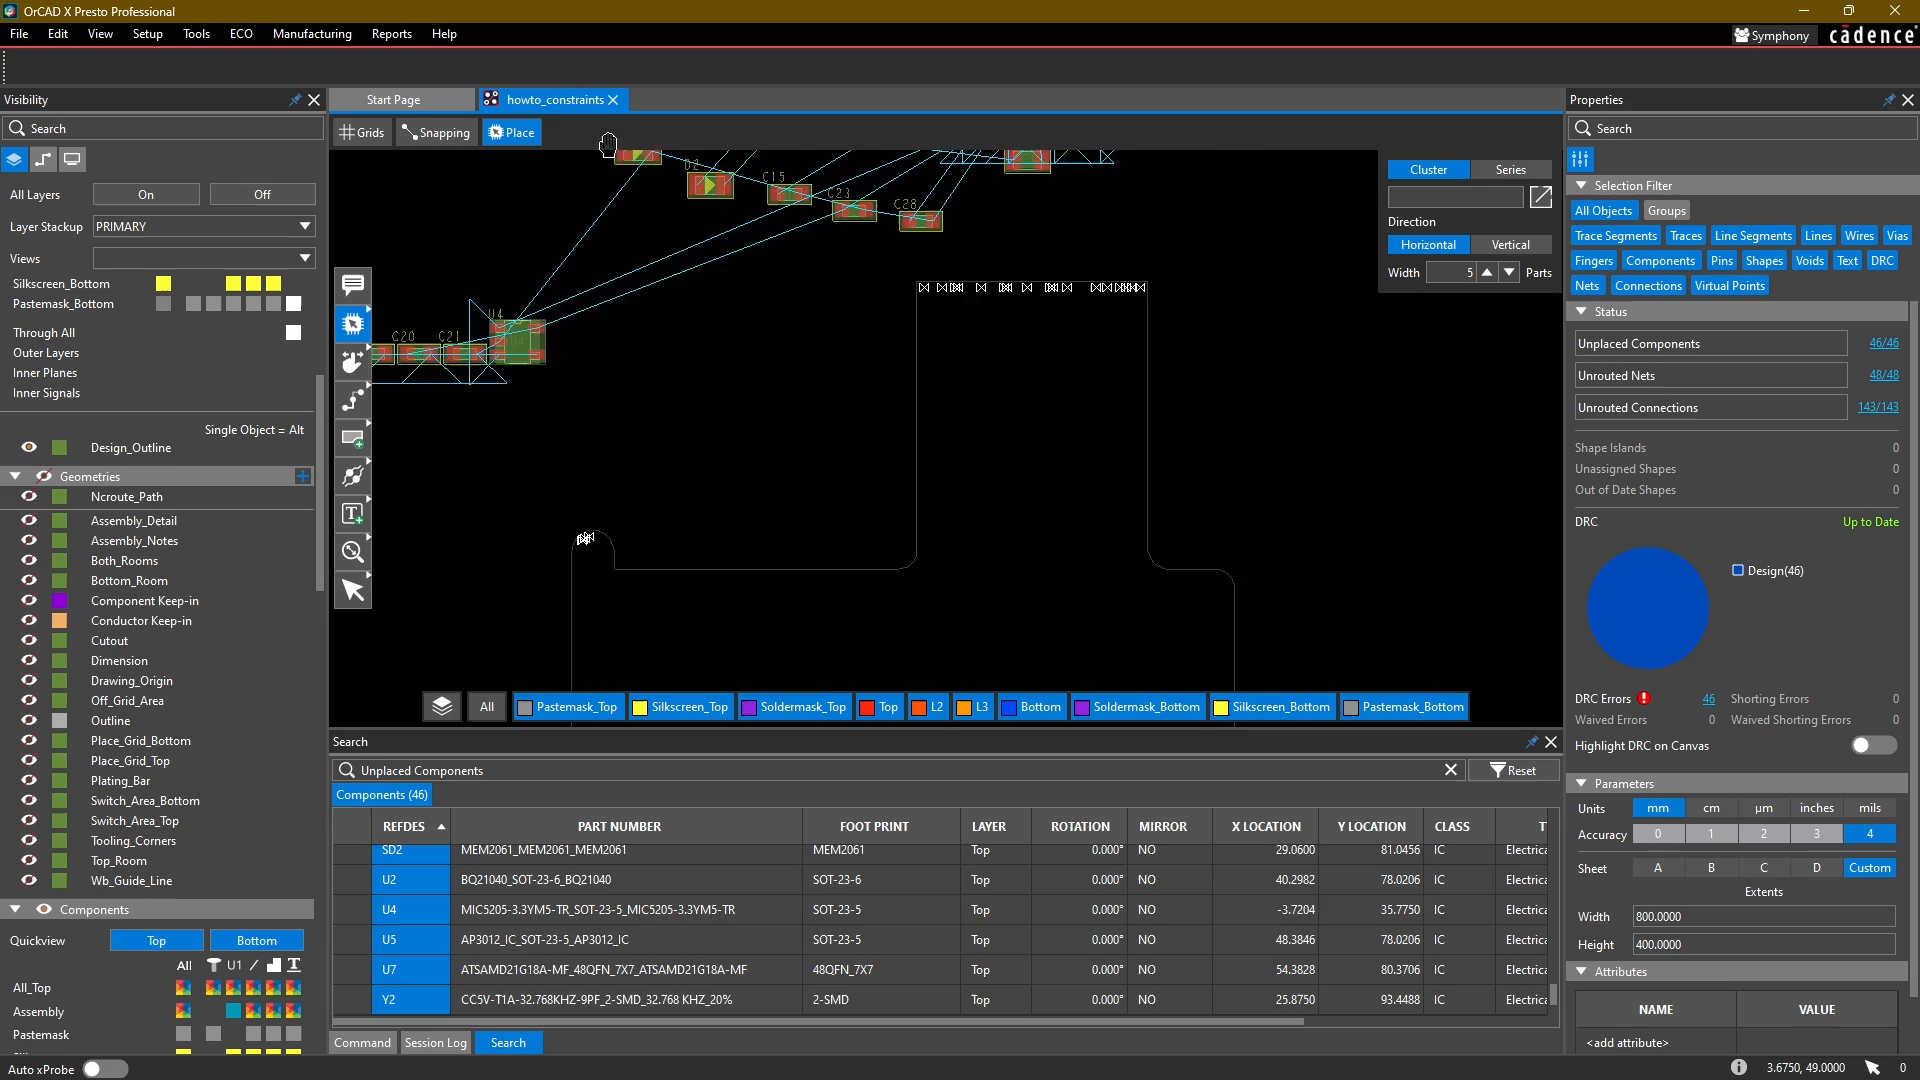 OrCAD X Presto Professional
File Edit View Setup Tools ECO Manufacturing Reports Help
Symphony cādence
Visibility
Search
All Layers On Off
Layer Stackup PRIMARY
Views
Silkscreen_Bottom
Pastemask_Bottom
Through All
Outer Layers
Inner Planes
Inner Signals
Single Object = Alt
Design_Outline
Geometries
Ncroute_Path
Assembly_Detail
Assembly_Notes
Both_Rooms
Bottom_Room
Component Keep-in
Conductor Keep-in
Cutout
Dimension
Drawing_Origin
Off_Grid_Area
Outline
Place_Grid_Bottom
Place_Grid_Top
Plating_Bar
Switch_Area_Bottom
Switch_Area_Top
Tooling_Corners
Top_Room
Wb_Guide_Line
Components
Quickview Top Bottom
All U1
All_Top
Assembly
Pastemask
Auto xProbe
Start Page howto_constraints
Grids Snapping Place
C15
C23
C28
U4
C20 C21
Cluster Series
Direction
Horizontal Vertical
Width 5 Parts
All Pastemask_Top Silkscreen_Top Soldermask_Top Top L2 L3 Bottom Soldermask_Bottom Silkscreen_Bottom Pastemask_Bottom
Search
Unplaced Components Reset
Components (46)
REFDES PART NUMBER FOOT PRINT LAYER ROTATION MIRROR X LOCATION Y LOCATION CLASS T
SD2 MEM2061_MEM2061_MEM2061 MEM2061 Top 0.000° NO 29.0600 81.0456 IC Electrica
U2 BQ21040_SOT-23-6_BQ21040 SOT-23-6 Top 0.000° NO 40.2982 78.0206 IC Electrica
U4 MIC5205-3.3YM5-TR_SOT-23-5_MIC5205-3.3YM5-TR SOT-23-5 Top 0.000° NO -3.7204 35.7750 IC Electrica
U5 AP3012_IC_SOT-23-5_AP3012_IC SOT-23-5 Top 0.000° NO 48.3846 78.0206 IC Electrica
U7 ATSAMD21G18A-MF_48QFN_7X7_ATSAMD21G18A-MF 48QFN_7X7 Top 0.000° NO 54.3828 80.3706 IC Electrica
Y2 CC5V-T1A-32.768KHZ-9PF_2-SMD_32.768 KHZ_20% 2-SMD Top 0.000° NO 25.8750 93.4488 IC Electrica
Command Session Log Search
Properties
Search
Selection Filter
All Objects Groups
Trace Segments Traces Line Segments Lines Wires Vias
Fingers Components Pins Shapes Voids Text DRC
Nets Connections Virtual Points
Status
Unplaced Components 46/46
Unrouted Nets 48/48
Unrouted Connections 143/143
Shape Islands 0
Unassigned Shapes 0
Out of Date Shapes 0
DRC Up to Date
Design(46)
DRC Errors 46 Shorting Errors 0
Waived Errors 0 Waived Shorting Errors 0
Highlight DRC on Canvas
Parameters
Units mm cm µm inches mils
Accuracy 0 1 2 3 4
Sheet A B C D Custom
Extents
Width 800.0000
Height 400.0000
Attributes
NAME VALUE
<add attribute>
3.6750, 49.0000 0